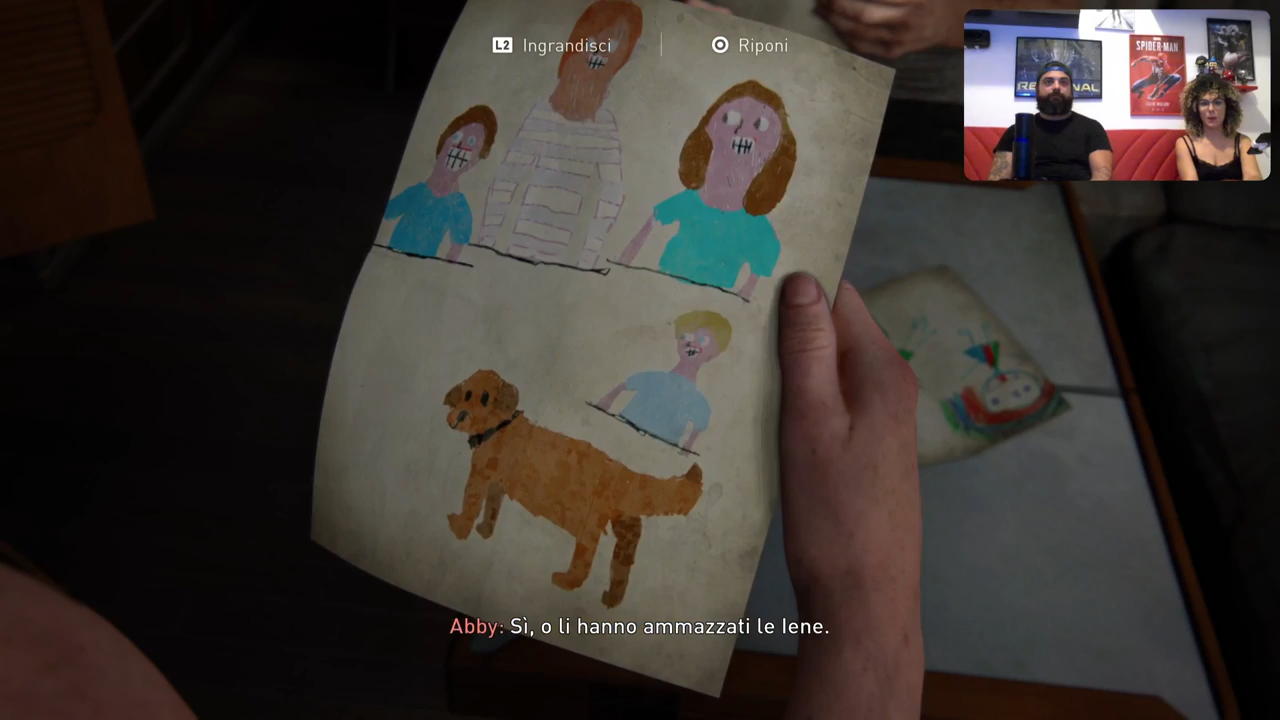 L2 Ingrandisci
Riponi
SPIDER-MAN
Abby: Sì, o li hanno ammazzati le Iene.